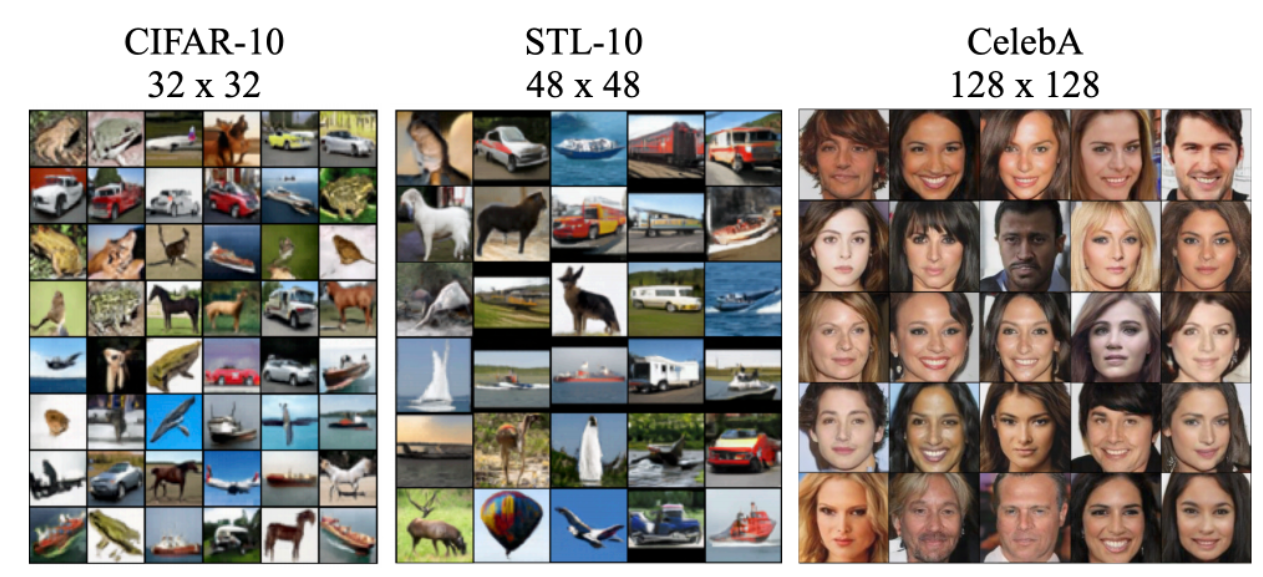 CIFAR-10
32 x 32
STL-10
48 x 48
CelebA
128 x 128